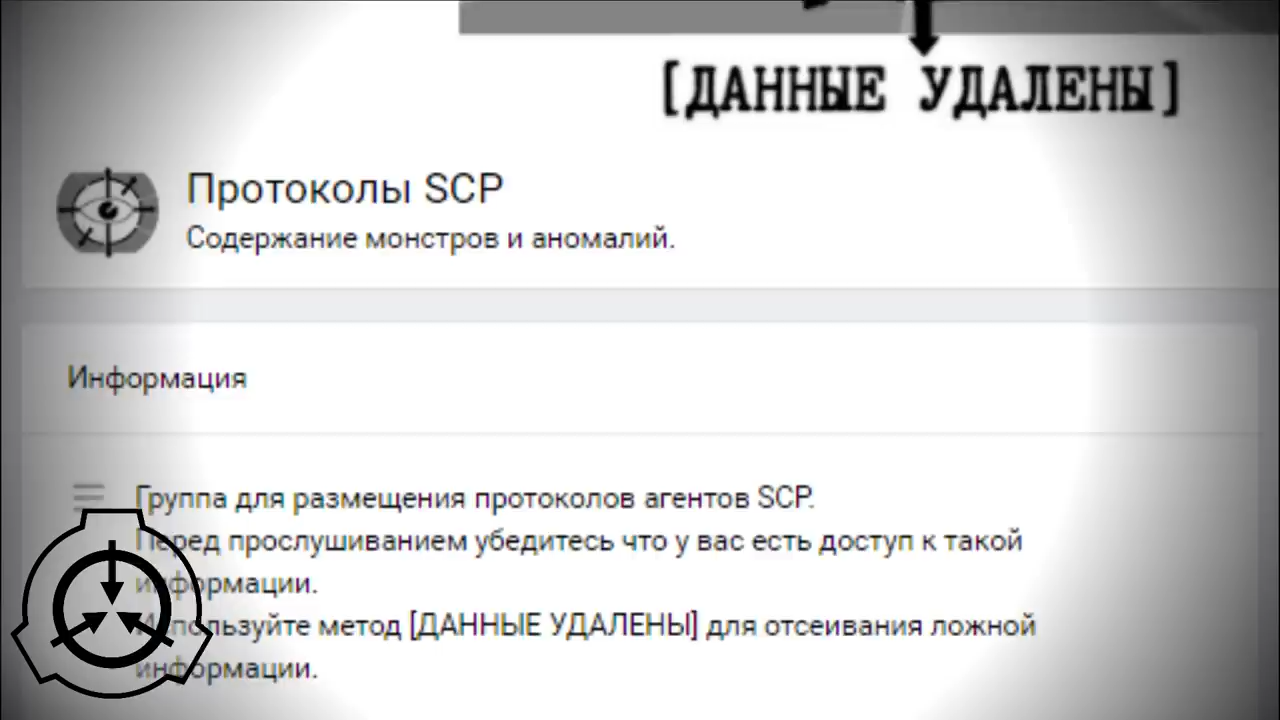 [ДАННЫЕ УДАЛЕНЫ]
Протоколы SCP
Содержание монстров и аномалий.
Информация
Группа для размещения протоколов агентов SCP.
Перед прослушиванием убедитесь что у вас есть доступ к такой
информации.
Используйте метод [ДАННЫЕ УДАЛЕНЫ] для отсеивания ложной
информации.